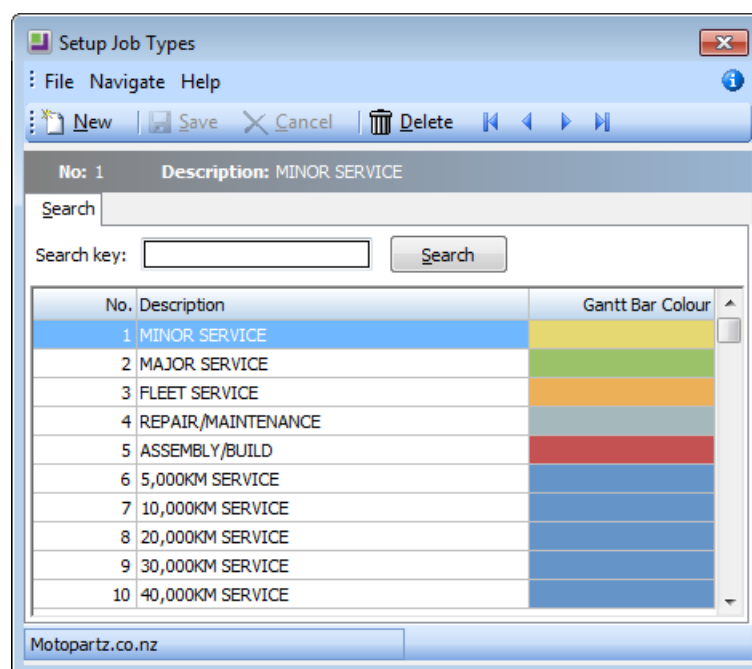 Setup Job Types
File Navigate Help
New Save Cancel Delete
No: 1 Description: MINOR SERVICE
Search
Search key: Search
No. Description Gantt Bar Colour
1 MINOR SERVICE
2 MAJOR SERVICE
3 FLEET SERVICE
4 REPAIR/MAINTENANCE
5 ASSEMBLY/BUILD
6 5,000KM SERVICE
7 10,000KM SERVICE
8 20,000KM SERVICE
9 30,000KM SERVICE
10 40,000KM SERVICE
Motopartz.co.nz